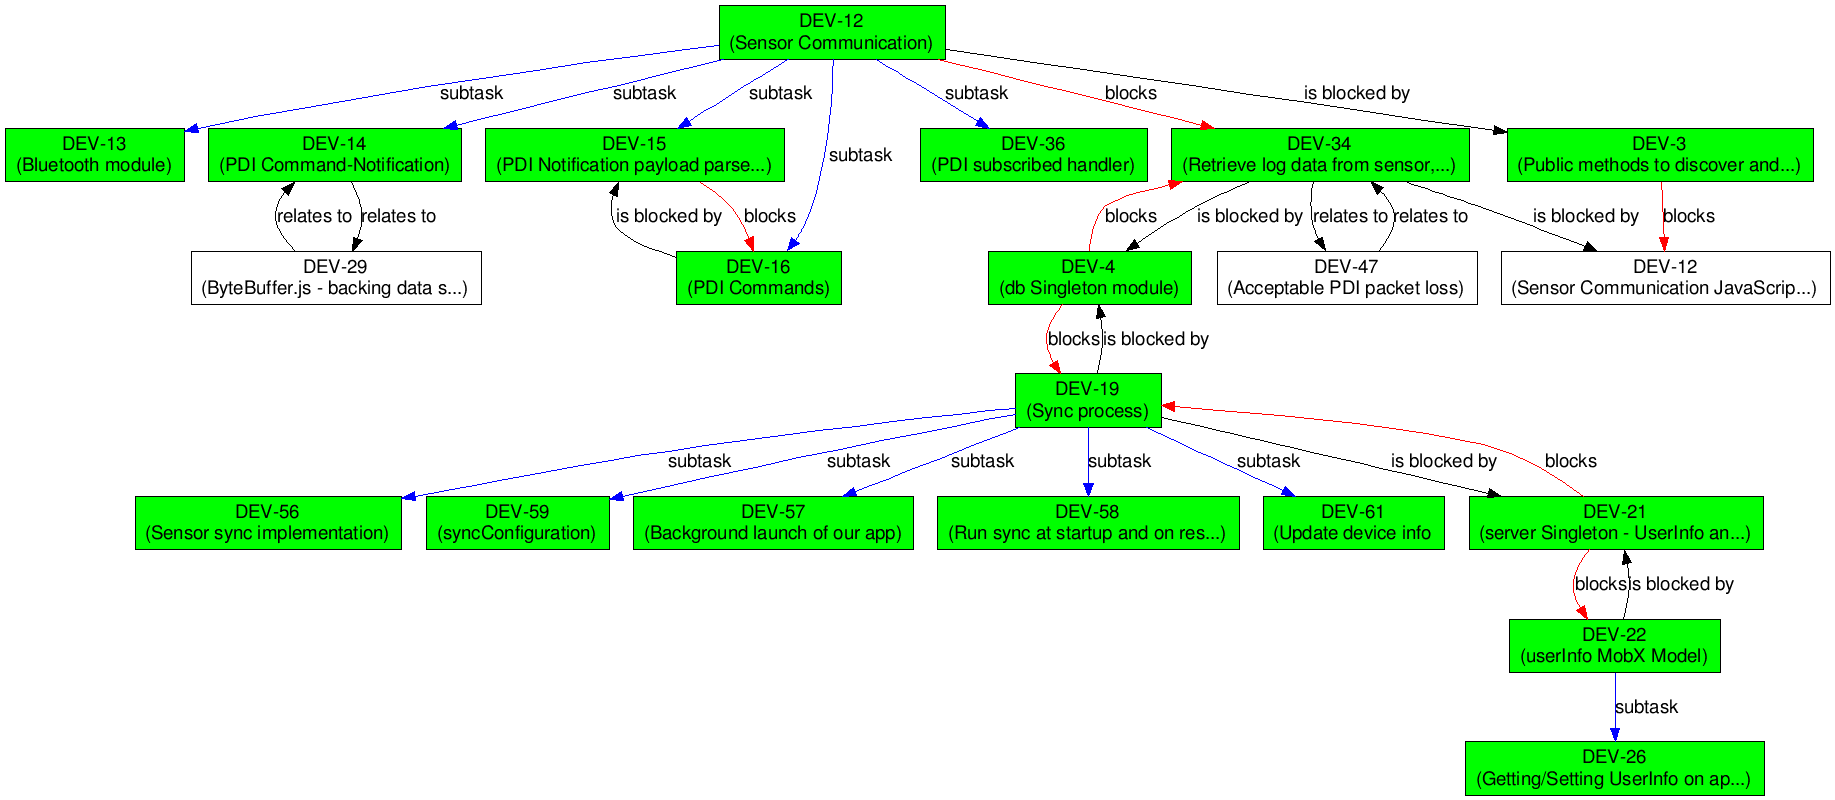 DEV-12
(Sensor Communication)
subtask
subtask
subtask
subtask
blocks
is blocked by
DEV-13
(Bluetooth module)
DEV-14
(PDI Command-Notification)
DEV-15
(PDI Notification payload parse...)
subtask
DEV-36
(PDI subscribed handler)
DEV-34
(Retrieve log data from sensor,...)
DEV-3
(Public methods to discover and...)
relates to
relates to
is blocked by
blocks
blocks
is blocked by
relates to
relates to
is blocked by
blocks
DEV-29
(ByteBuffer.js - backing data s...)
DEV-16
(PDI Commands)
DEV-4
(db Singleton module)
DEV-47
(Acceptable PDI packet loss)
DEV-12
(Sensor Communication JavaScrip...)
blocks
is blocked by
DEV-19
(Sync process)
subtask
subtask
subtask
subtask
subtask
is blocked by
blocks
DEV-56
(Sensor sync implementation)
DEV-59
(syncConfiguration)
DEV-57
(Background launch of our app)
DEV-58
(Run sync at startup and on res...)
DEV-61
(Update device info
DEV-21
(server Singleton - UserInfo an...)
blocks
is blocked by
DEV-22
(userInfo MobX Model)
subtask
DEV-26
(Getting/Setting UserInfo on ap...)